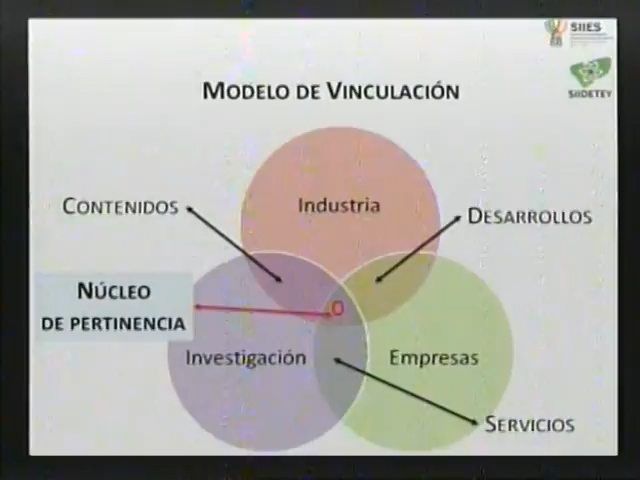 SIIES
SIIDETEY
MODELO DE VINCULACIÓN
CONTENIDOS
Industria
DESARROLLOS
NÚCLEO
DE PERTINENCIA
O
Investigación
Empresas
SERVICIOS